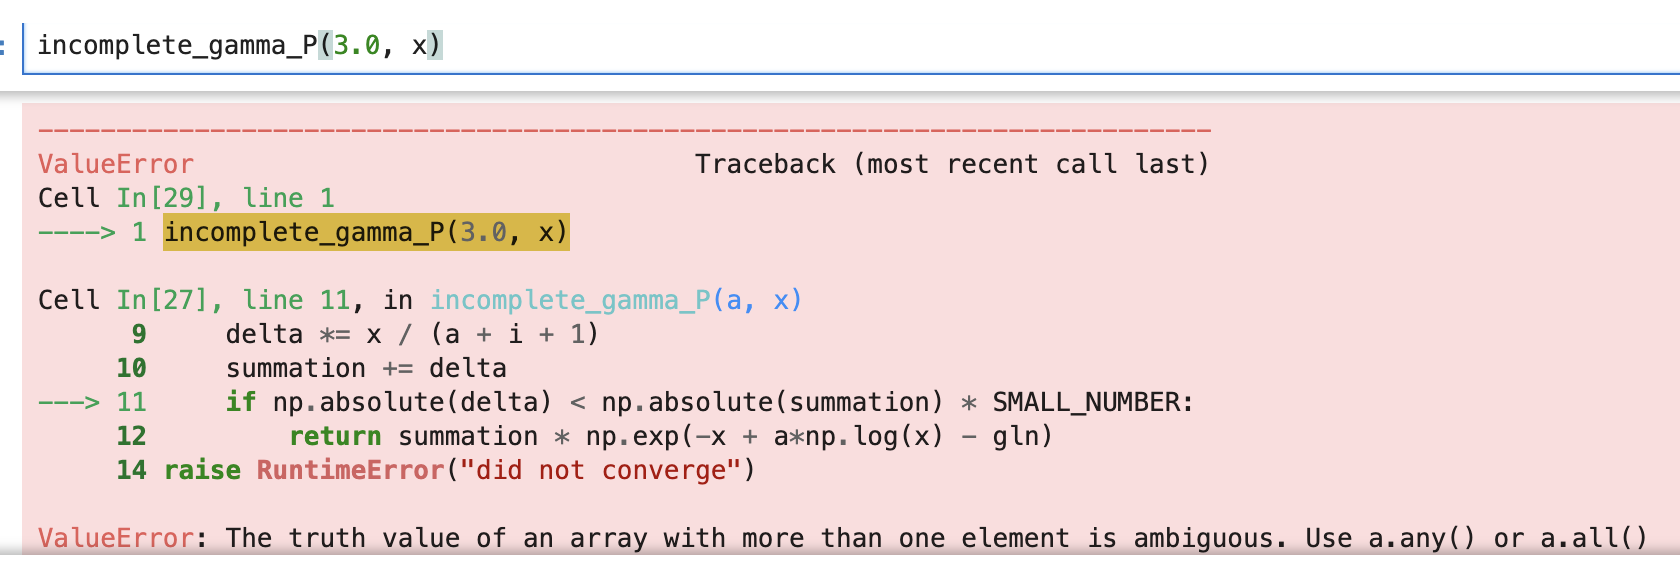 :
incomplete_gamma_P(3.0, x)
---------------------------------------------------------------------------
ValueError                                Traceback (most recent call last)
Cell In[29], line 1
----> 1 incomplete_gamma_P(3.0, x)
Cell In[27], line 11, in incomplete_gamma_P(a, x)
      9     delta *= x / (a + i + 1)
     10     summation += delta
---> 11     if np.absolute(delta) < np.absolute(summation) * SMALL_NUMBER:
     12         return summation * np.exp(-x + a*np.log(x) - gln)
     14 raise RuntimeError("did not converge")
ValueError: The truth value of an array with more than one element is ambiguous. Use a.any() or a.all()